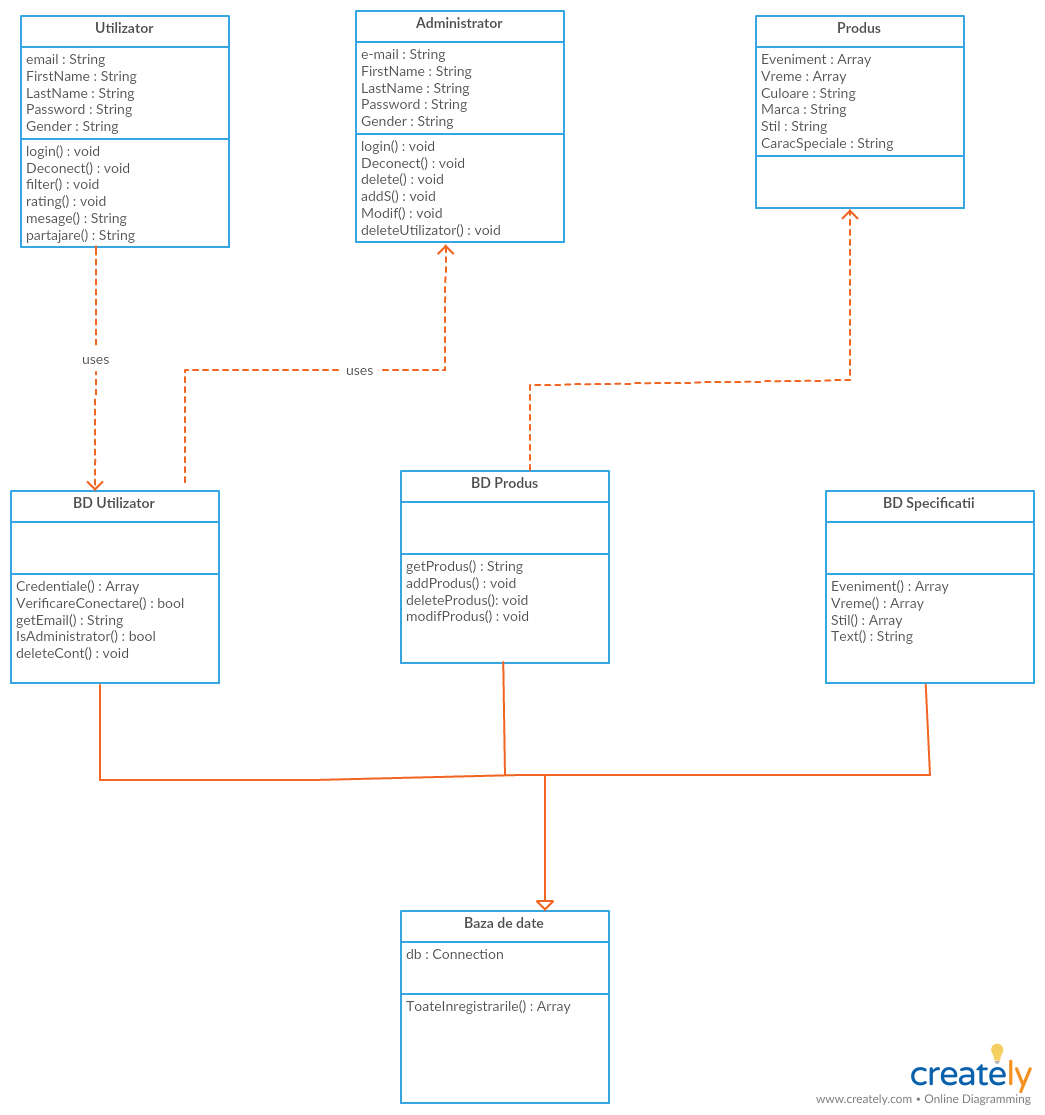 Utilizator
email : String
FirstName : String
LastName : String
Password : String
Gender : String
login() : void
Deconect() : void
filter() : void
rating() : void
mesage() : String
partajare() : String
Administrator
e-mail : String
FirstName : String
LastName : String
Password : String
Gender : String
login() : void
Deconect() : void
delete() : void
addS() : void
Modif() : void
deleteUtilizator() : void
Produs
Eveniment : Array
Vreme : Array
Culoare : String
Marca : String
Stil : String
CaracSpeciale : String
uses
uses
BD Utilizator
Credentiale() : Array
VerificareConectare() : bool
getEmail() : String
IsAdministrator() : bool
deleteCont() : void
BD Produs
getProdus() : String
addProdus() : void
deleteProdus(): void
modifProdus() : void
BD Specificatii
Eveniment() : Array
Vreme() : Array
Stil() : Array
Text() : String
Baza de date
db : Connection
ToateInregistrarile() : Array
creately
www.creately.com • Online Diagramming